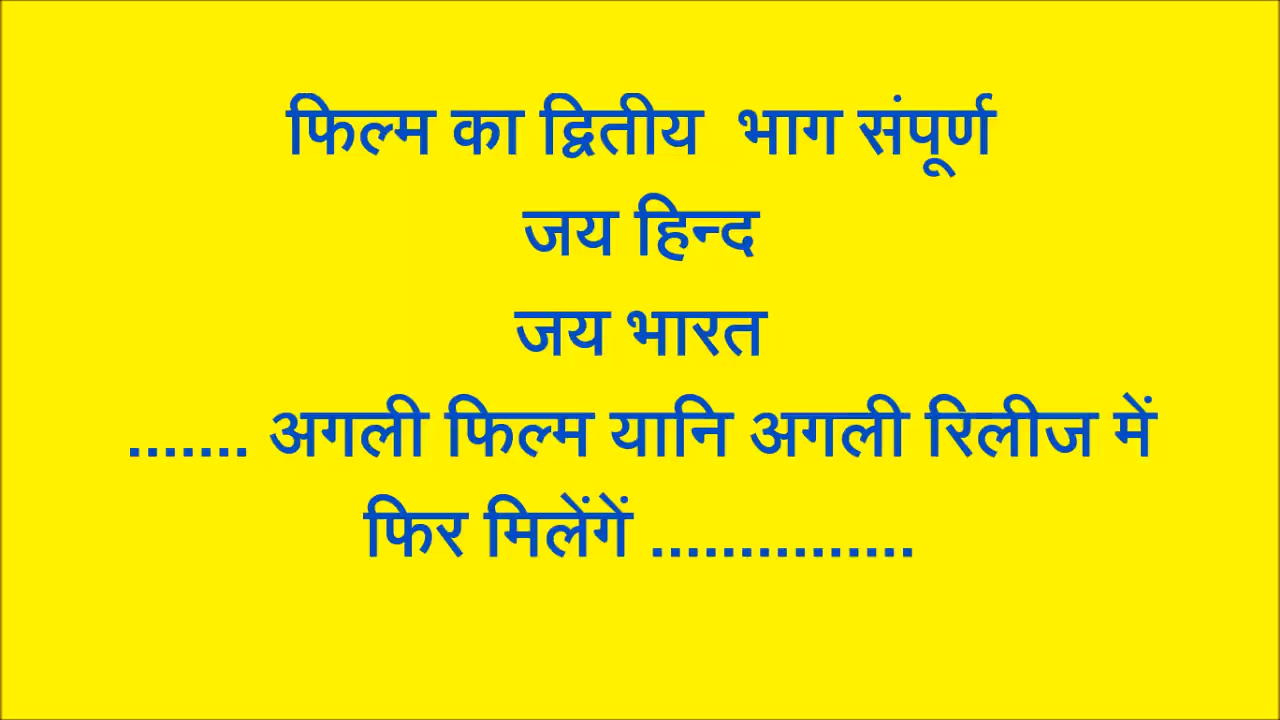 फिल्म का द्वितीय  भाग संपूर्ण
जय हिन्द
जय भारत
....... अगली फिल्म यानि अगली रिलीज में
फिर मिलेंगें ...............